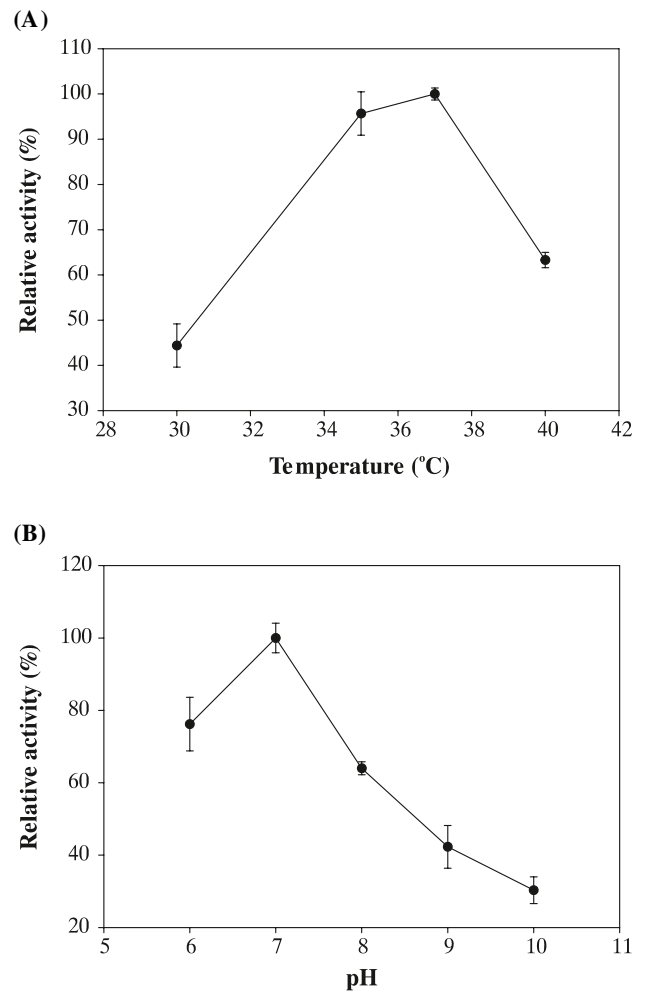 (A)
110
100
90
80
70
60
50
40
30
Relative activity (%)
28 30 32 34 36 38 40 42
Temperature (°C)
(B)
120
100
80
60
40
20
Relative activity (%)
5 6 7 8 9 10 11
pH